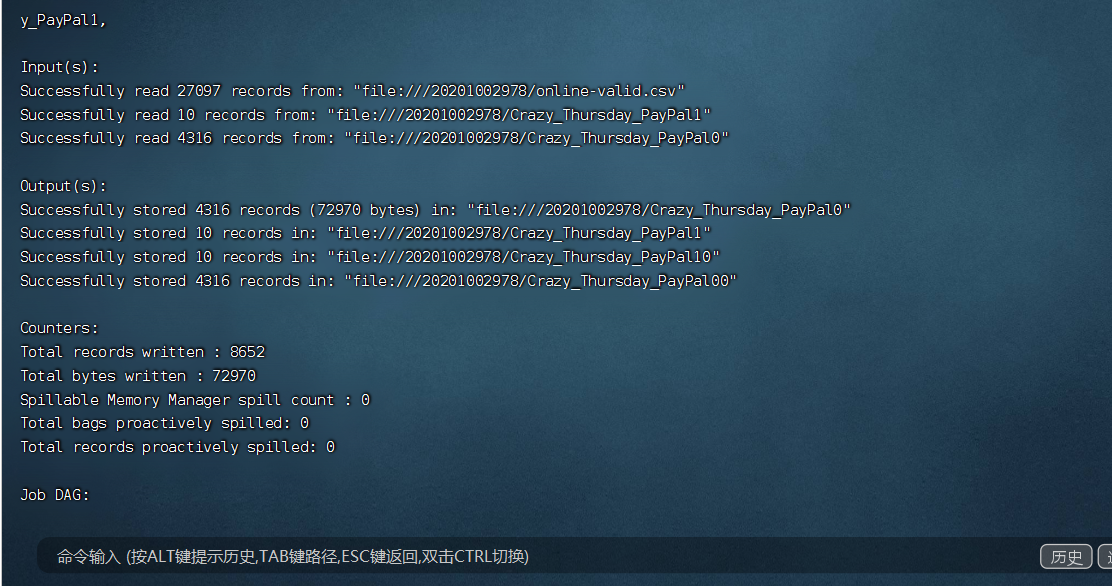 y_PayPal1,
Input(s):
Successfully read 27097 records from: "file:///20201002978/online-valid.csv"
Successfully read 10 records from: "file:///20201002978/Crazy_Thursday_PayPal1"
Successfully read 4316 records from: "file:///20201002978/Crazy_Thursday_PayPal0"
Output(s):
Successfully stored 4316 records (72970 bytes) in: "file:///20201002978/Crazy_Thursday_PayPal0"
Successfully stored 10 records in: "file:///20201002978/Crazy_Thursday_PayPal1"
Successfully stored 10 records in: "file:///20201002978/Crazy_Thursday_PayPal10"
Successfully stored 4316 records in: "file:///20201002978/Crazy_Thursday_PayPal00"
Counters:
Total records written : 8652
Total bytes written : 72970
Spillable Memory Manager spill count : 0
Total bags proactively spilled: 0
Total records proactively spilled: 0
Job DAG:
命令输入 (按ALT键提示历史,TAB键路径,ESC键返回,双击CTRL切换)
历史